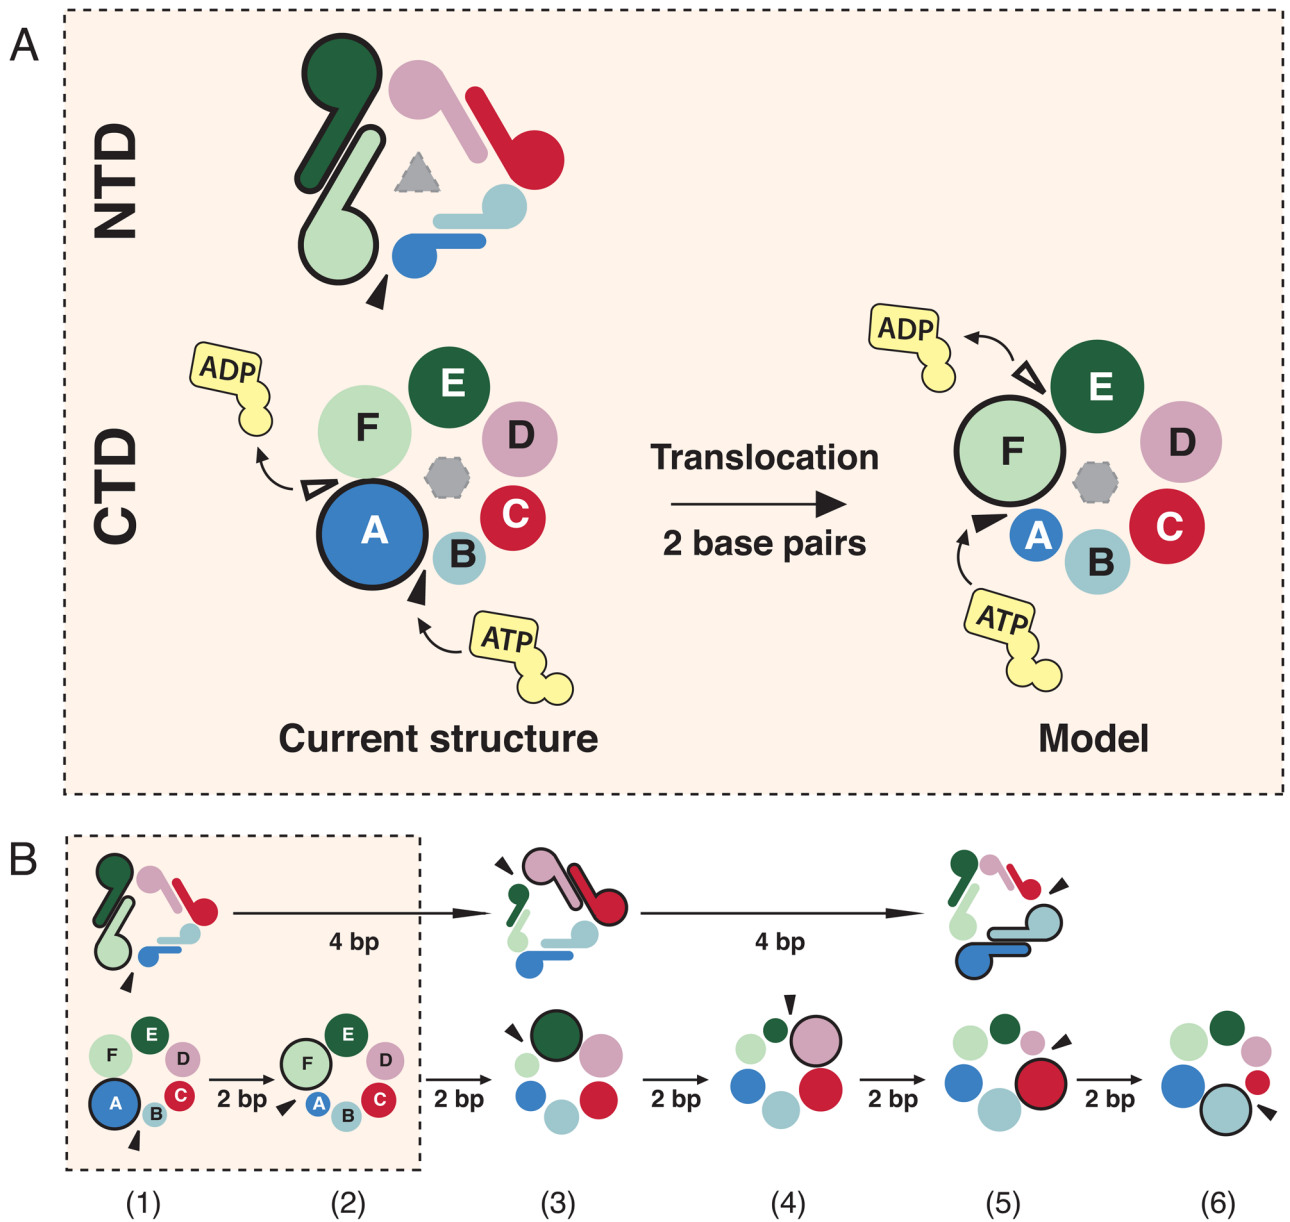 A
NTD
CTD
ADP
F
E
D
C
B
A
ATP
Current structure
Translocation
2 base pairs
ADP
F
E
D
C
B
A
ATP
Model
B
4 bp
4 bp
F
E
D
C
B
A
2 bp
F
E
D
C
B
A
2 bp
2 bp
2 bp
2 bp
(1)
(2)
(3)
(4)
(5)
(6)